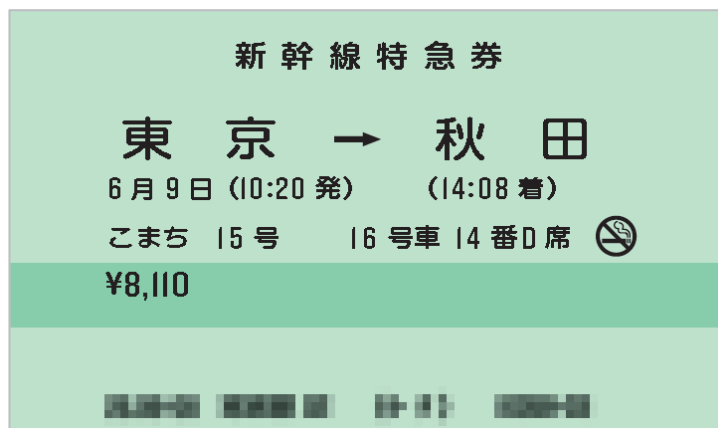 新幹線特急券
東京 → 秋田
6月9日 (10:20発) (14:08着)
こまち 15号 16号車 14番D席
¥8,110